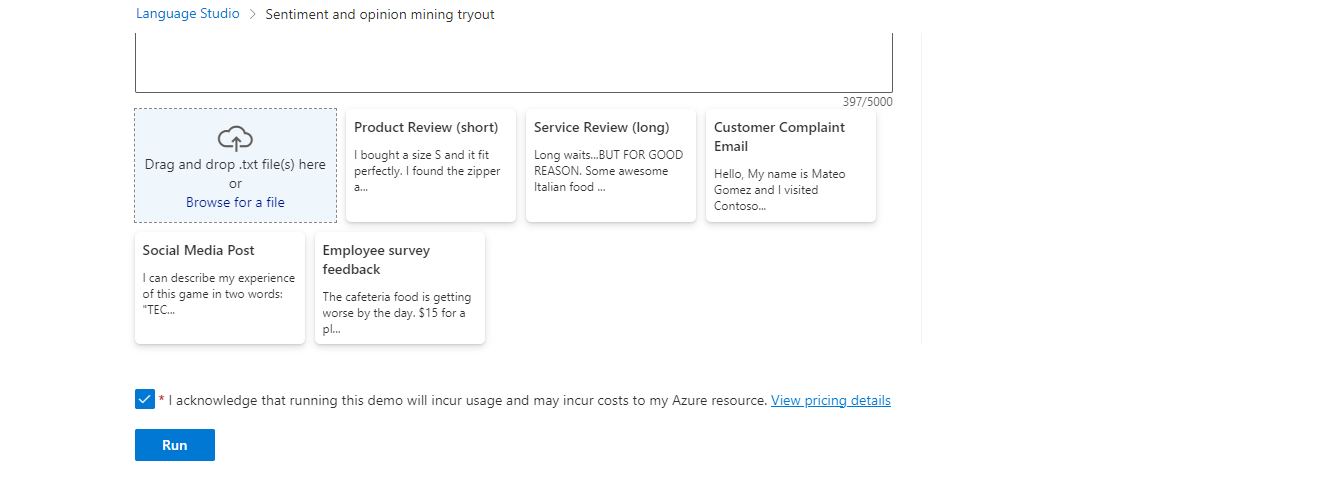 Language Studio > Sentiment and opinion mining tryout
397/5000
Drag and drop .txt file(s) here
or
Browse for a file
Product Review (short)
I bought a size S and it fit
perfectly. I found the zipper
a...
Service Review (long)
Long waits...BUT FOR GOOD
REASON. Some awesome
Italian food ...
Customer Complaint
Email
Hello, My name is Mateo
Gomez and I visited
Contoso...
Social Media Post
I can describe my experience
of this game in two words:
"TEC...
Employee survey
feedback
The cafeteria food is getting
worse by the day. $15 for a
pl...
* I acknowledge that running this demo will incur usage and may incur costs to my Azure resource. View pricing details
Run